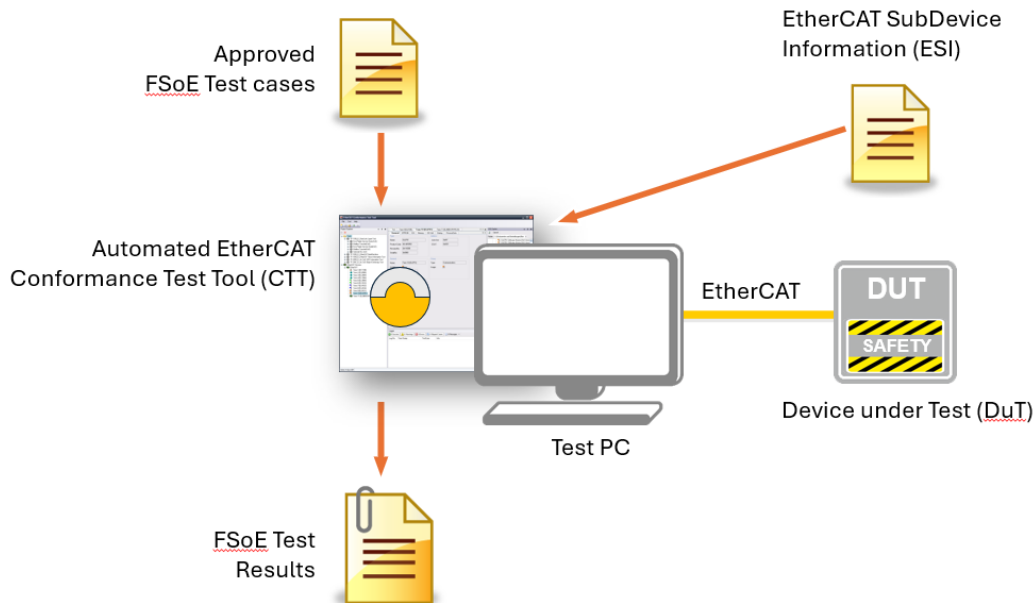 EtherCAT SubDevice
Information (ESI)
Approved
FSoE Test cases
Automated EtherCAT
Conformance Test Tool (CTT)
EtherCAT
DUT
SAFETY
Device under Test (DuT)
Test PC
FSoE Test
Results